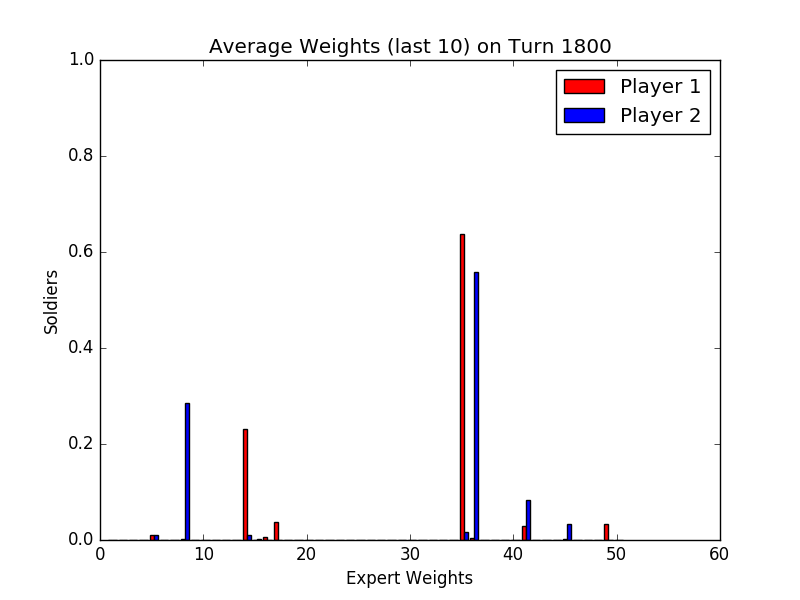 Average Weights (last 10) on Turn 1800
1.0
0.8
0.6
0.4
0.2
0.0
Soldiers
Player 1
Player 2
0 10 20 30 40 50 60
Expert Weights